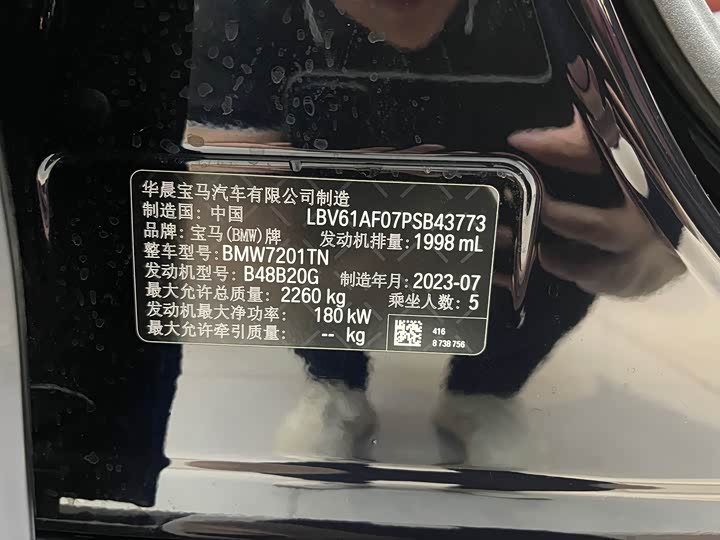 华晨宝马汽车有限公司制造
制造国：中国 LBV61AF07PSB43773
品牌：宝马(BMW)牌 发动机排量：1998 mL
整车型号：BMW7201TN
发动机型号：B48B20G 制造年月：2023-07
最大允许总质量：2260 kg 乘坐人数：5
发动机最大净功率：180 kW
最大允许牵引质量：-- kg
416
8 738 756